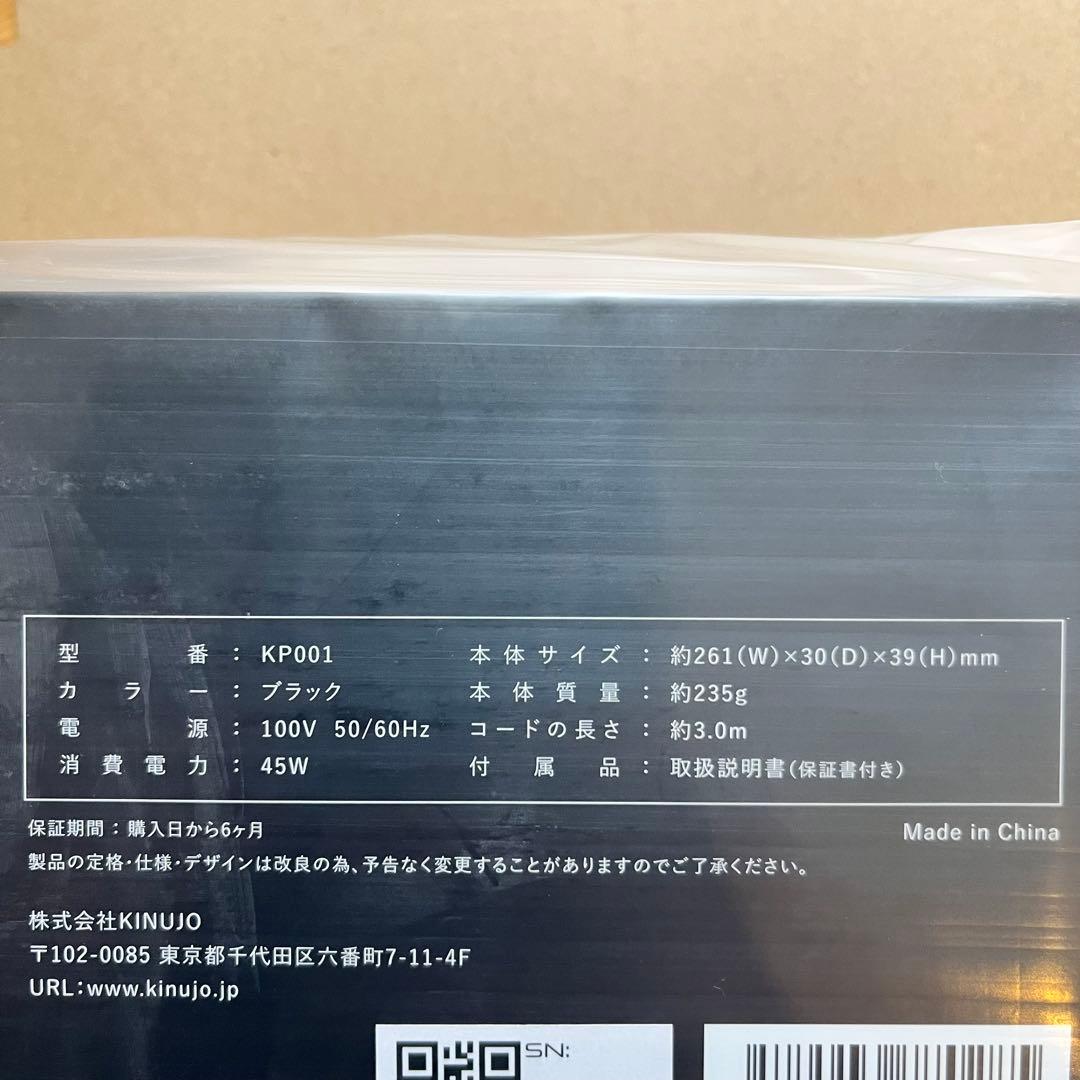 型番：KP001 本体サイズ：約261(W)×30(D)×39(H)mm
カラー：ブラック 本体質量：約235g
電源：100V 50/60Hz コードの長さ：約3.0m
消費電力：45W 付属品：取扱説明書(保証書付き)
保証期間：購入日から6ヶ月 Made in China
製品の定格・仕様・デザインは改良の為、予告なく変更することがありますのでご了承ください。
株式会社KINUJO
〒102-0085 東京都千代田区六番町7-11-4F
URL:www.kinujo.jp
SN: